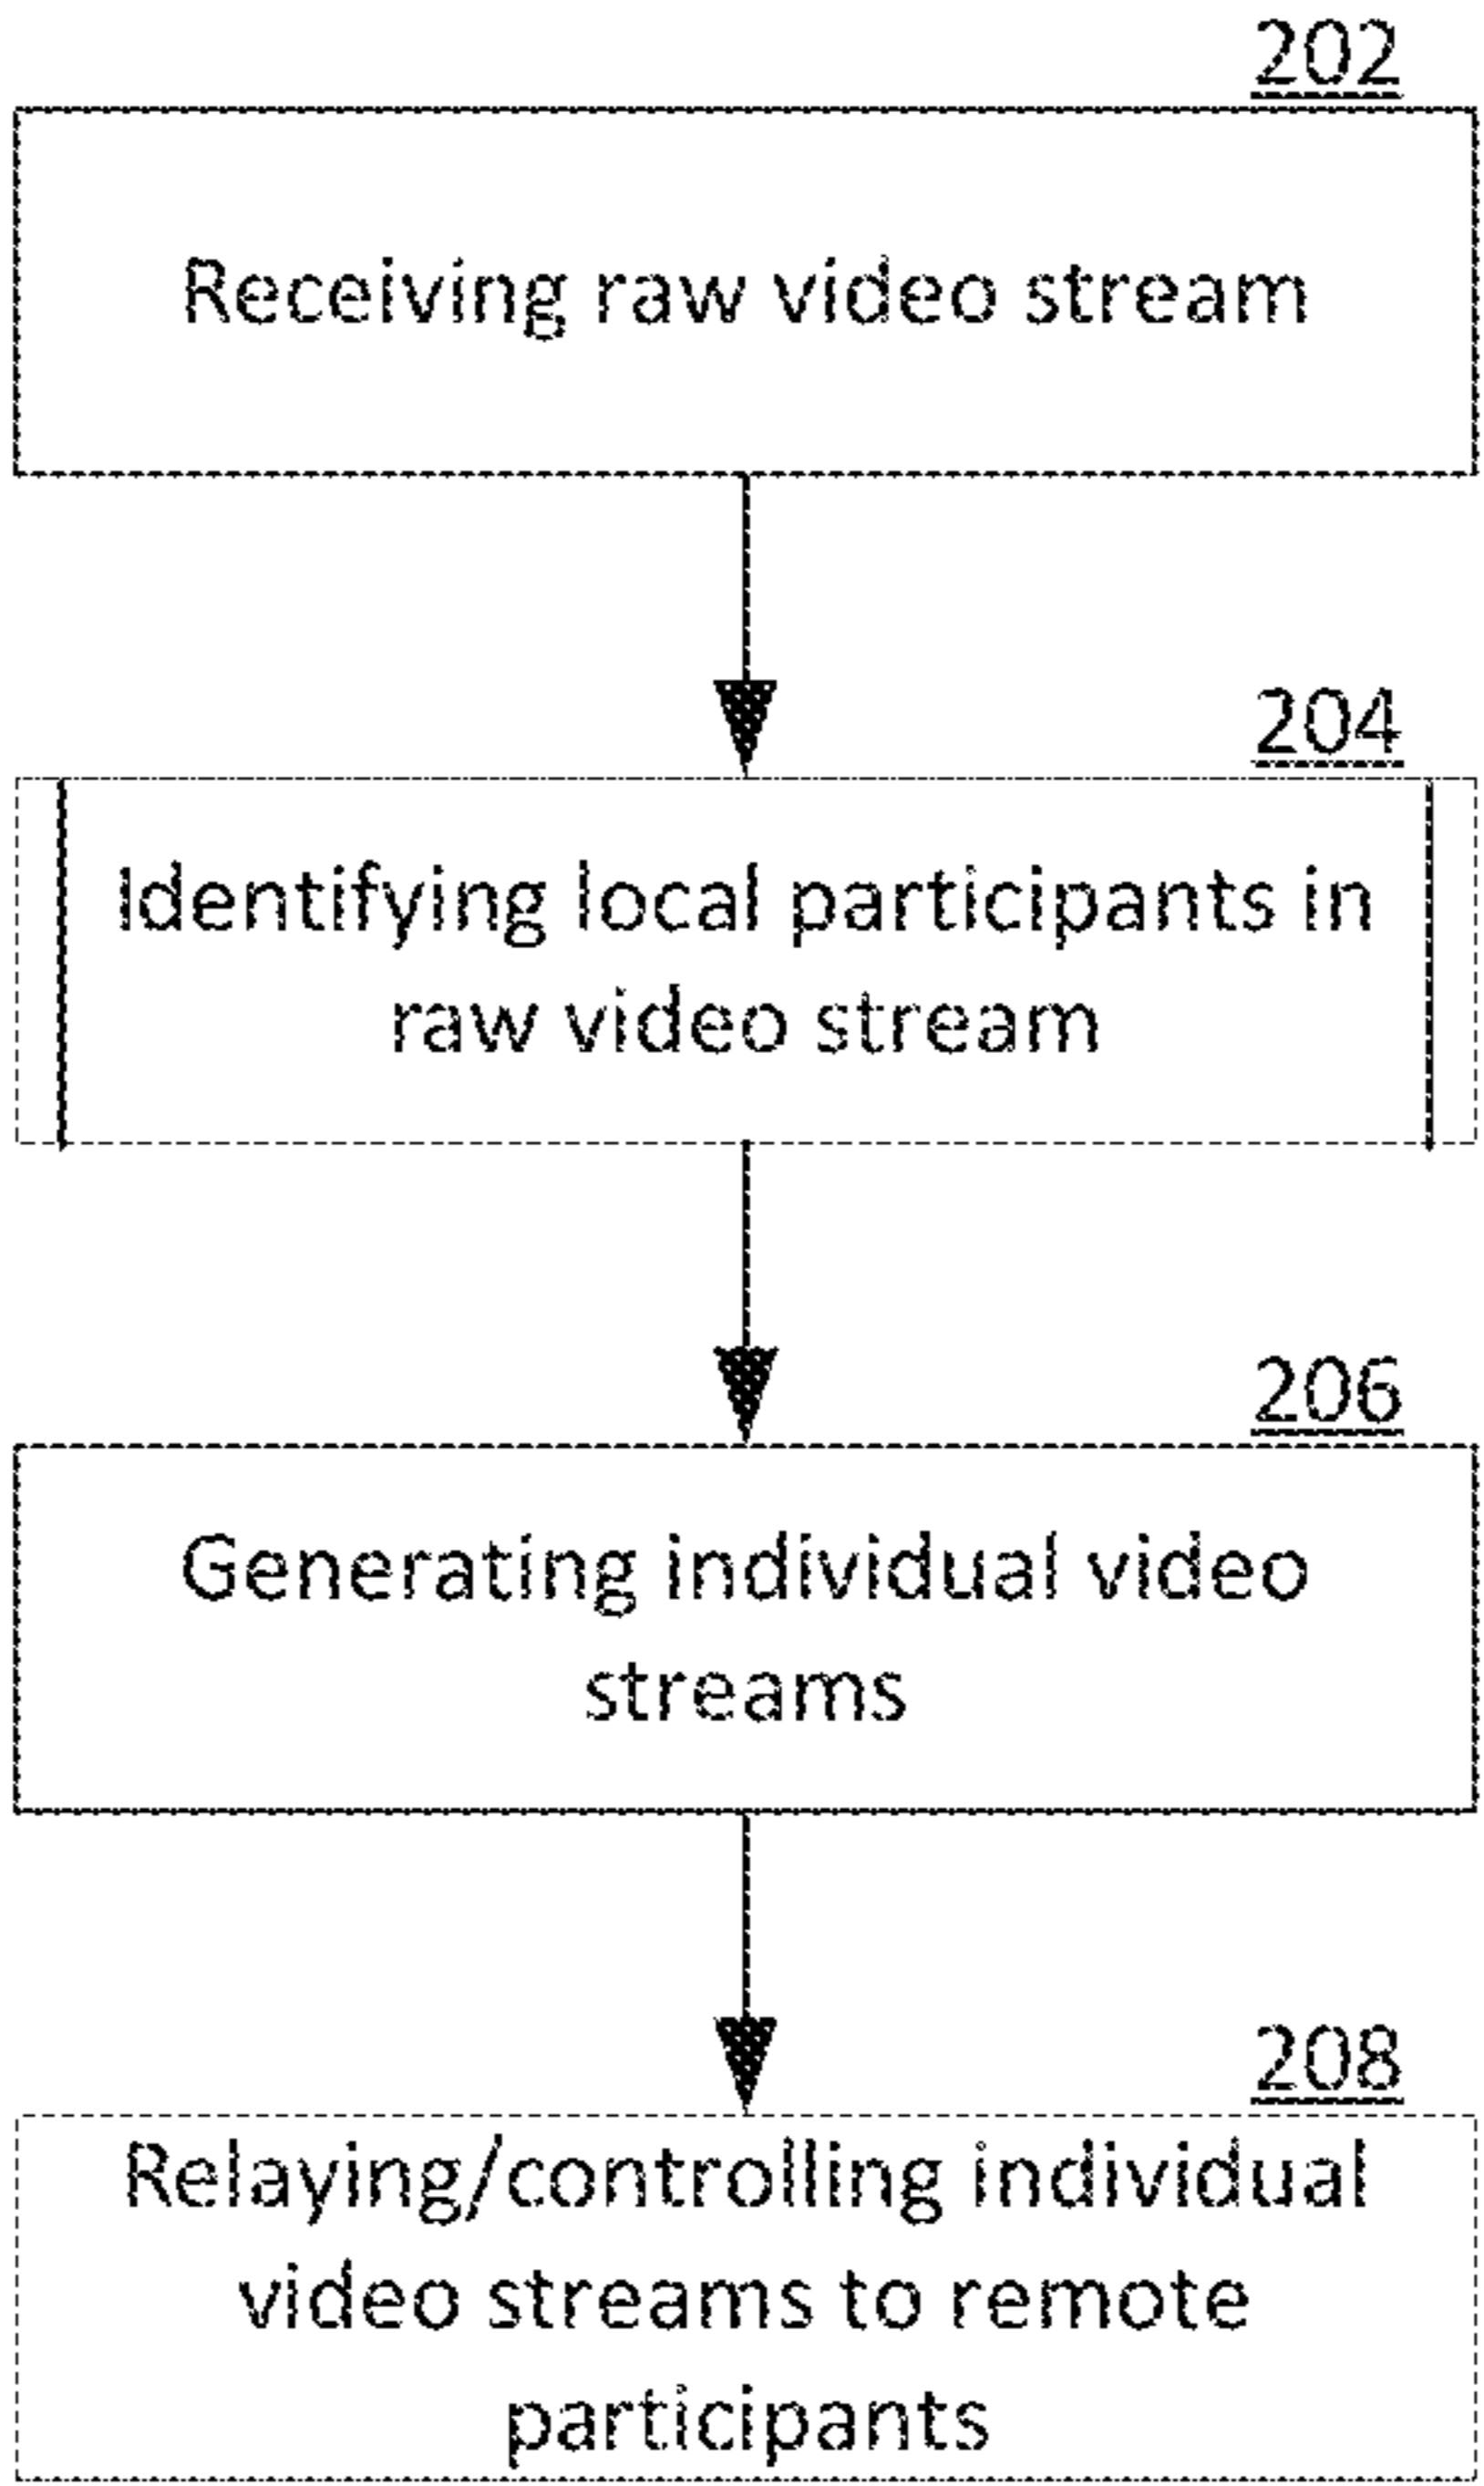 202
Receiving raw video stream
204
Identifying local participants in
raw video stream
206
Generating individual video
streams
208
Relaying/controlling individual
video streams to remote
participants